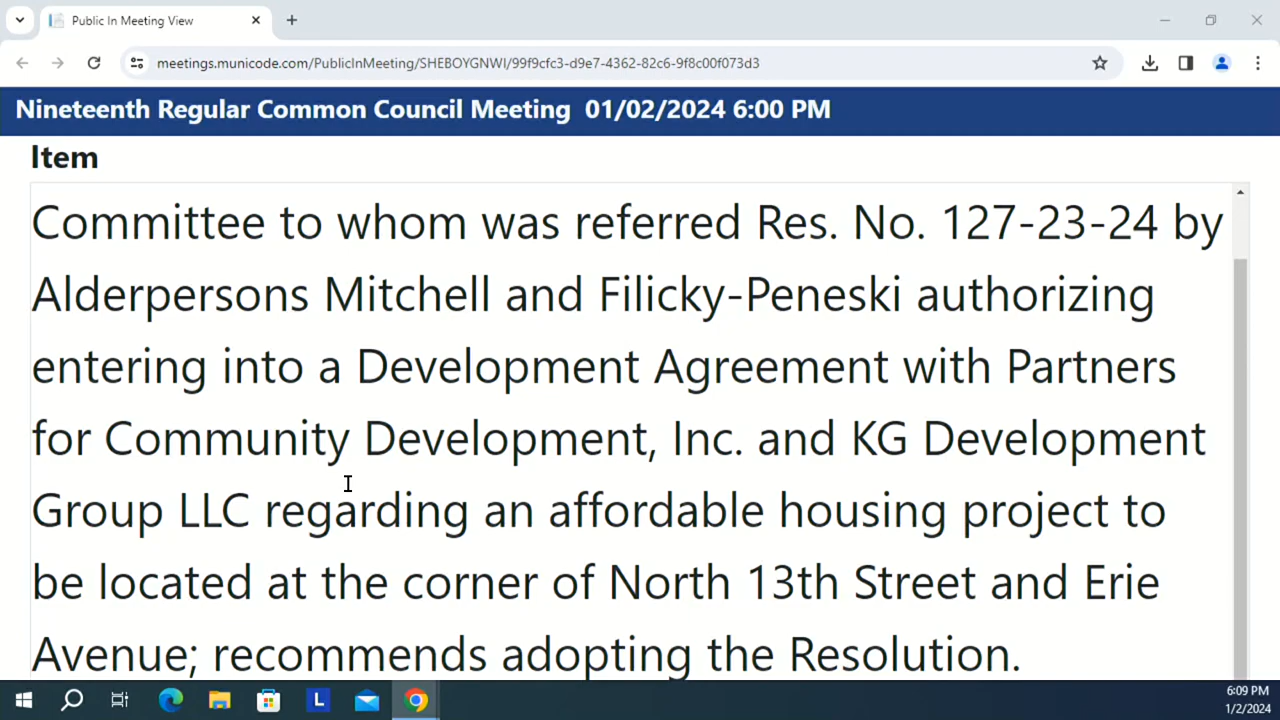 Public In Meeting View
meetings.municode.com/PublicInMeeting/SHEBOYGNWI/99f9cfc3-d9e7-4362-82c6-9f8c00f073d3
Nineteenth Regular Common Council Meeting 01/02/2024 6:00 PM
Item
Committee to whom was referred Res. No. 127-23-24 by
Alderpersons Mitchell and Filicky-Peneski authorizing
entering into a Development Agreement with Partners
for Community Development, Inc. and KG Development
Group LLC regarding an affordable housing project to
be located at the corner of North 13th Street and Erie
Avenue; recommends adopting the Resolution.
L
6:09 PM
1/2/2024